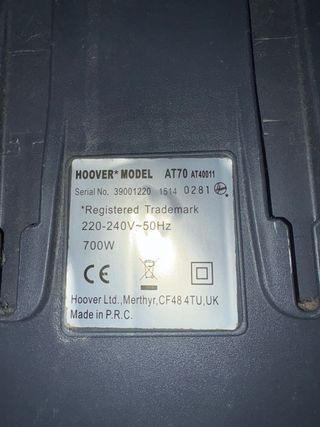 HOOVER* MODEL AT70 AT40011
Serial No. 39001220 1514 0281
*Registered Trademark
220-240V~50Hz
700W
CE
Hoover Ltd.,Merthyr,CF48 4TU,UK
Made in P.R.C.